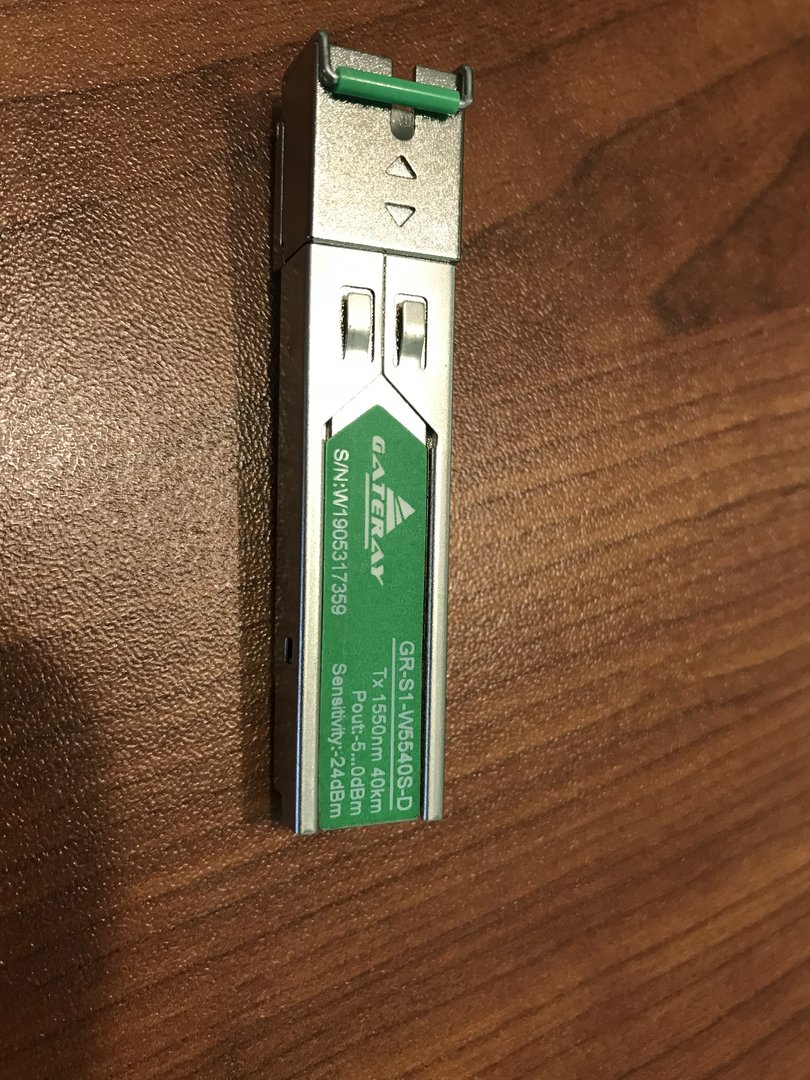 GATERAY
S/N:W1905317359
GR-S1-W5540S-D
Tx 1550nm 40km
Pout:-5...0dBm
Sensitivity:-24dBm